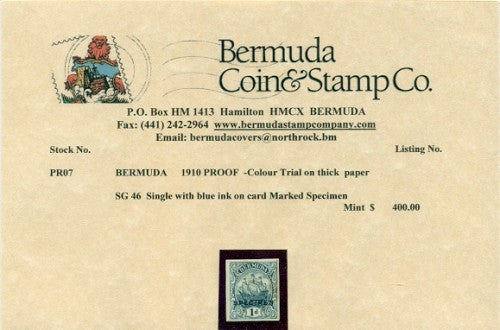 Bermuda
Coin&Stamp Co.
P.O. Box HM 1413 Hamilton HMCX BERMUDA
Fax: (441) 242-2964 www.bermudastampcompany.com
Email: bermudacovers@northrock.bm
Stock No. Listing No.
PR07 BERMUDA 1910 PROOF -Colour Trial on thick paper
SG 46 Single with blue ink on card Marked Specimen
Mint $ 400.00
BERMUDA
SPECIMEN
1d